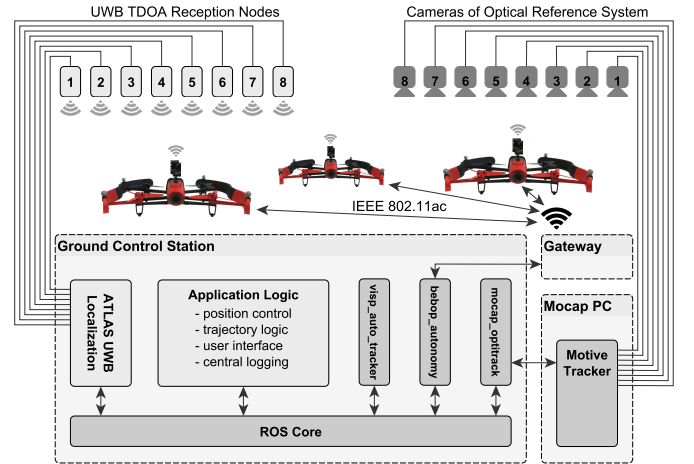 UWB TDOA Reception Nodes
Cameras of Optical Reference System
1 2 3 4 5 6 7 8
8 7 6 5 4 3 2 1
IEEE 802.11ac
Ground Control Station
Gateway
ATLAS UWB
Localization
Application Logic
- position control
- trajectory logic
- user interface
- central logging
visp_auto_tracker
bebop_autonomy
mocap_optitrack
Mocap PC
Motive
Tracker
ROS Core